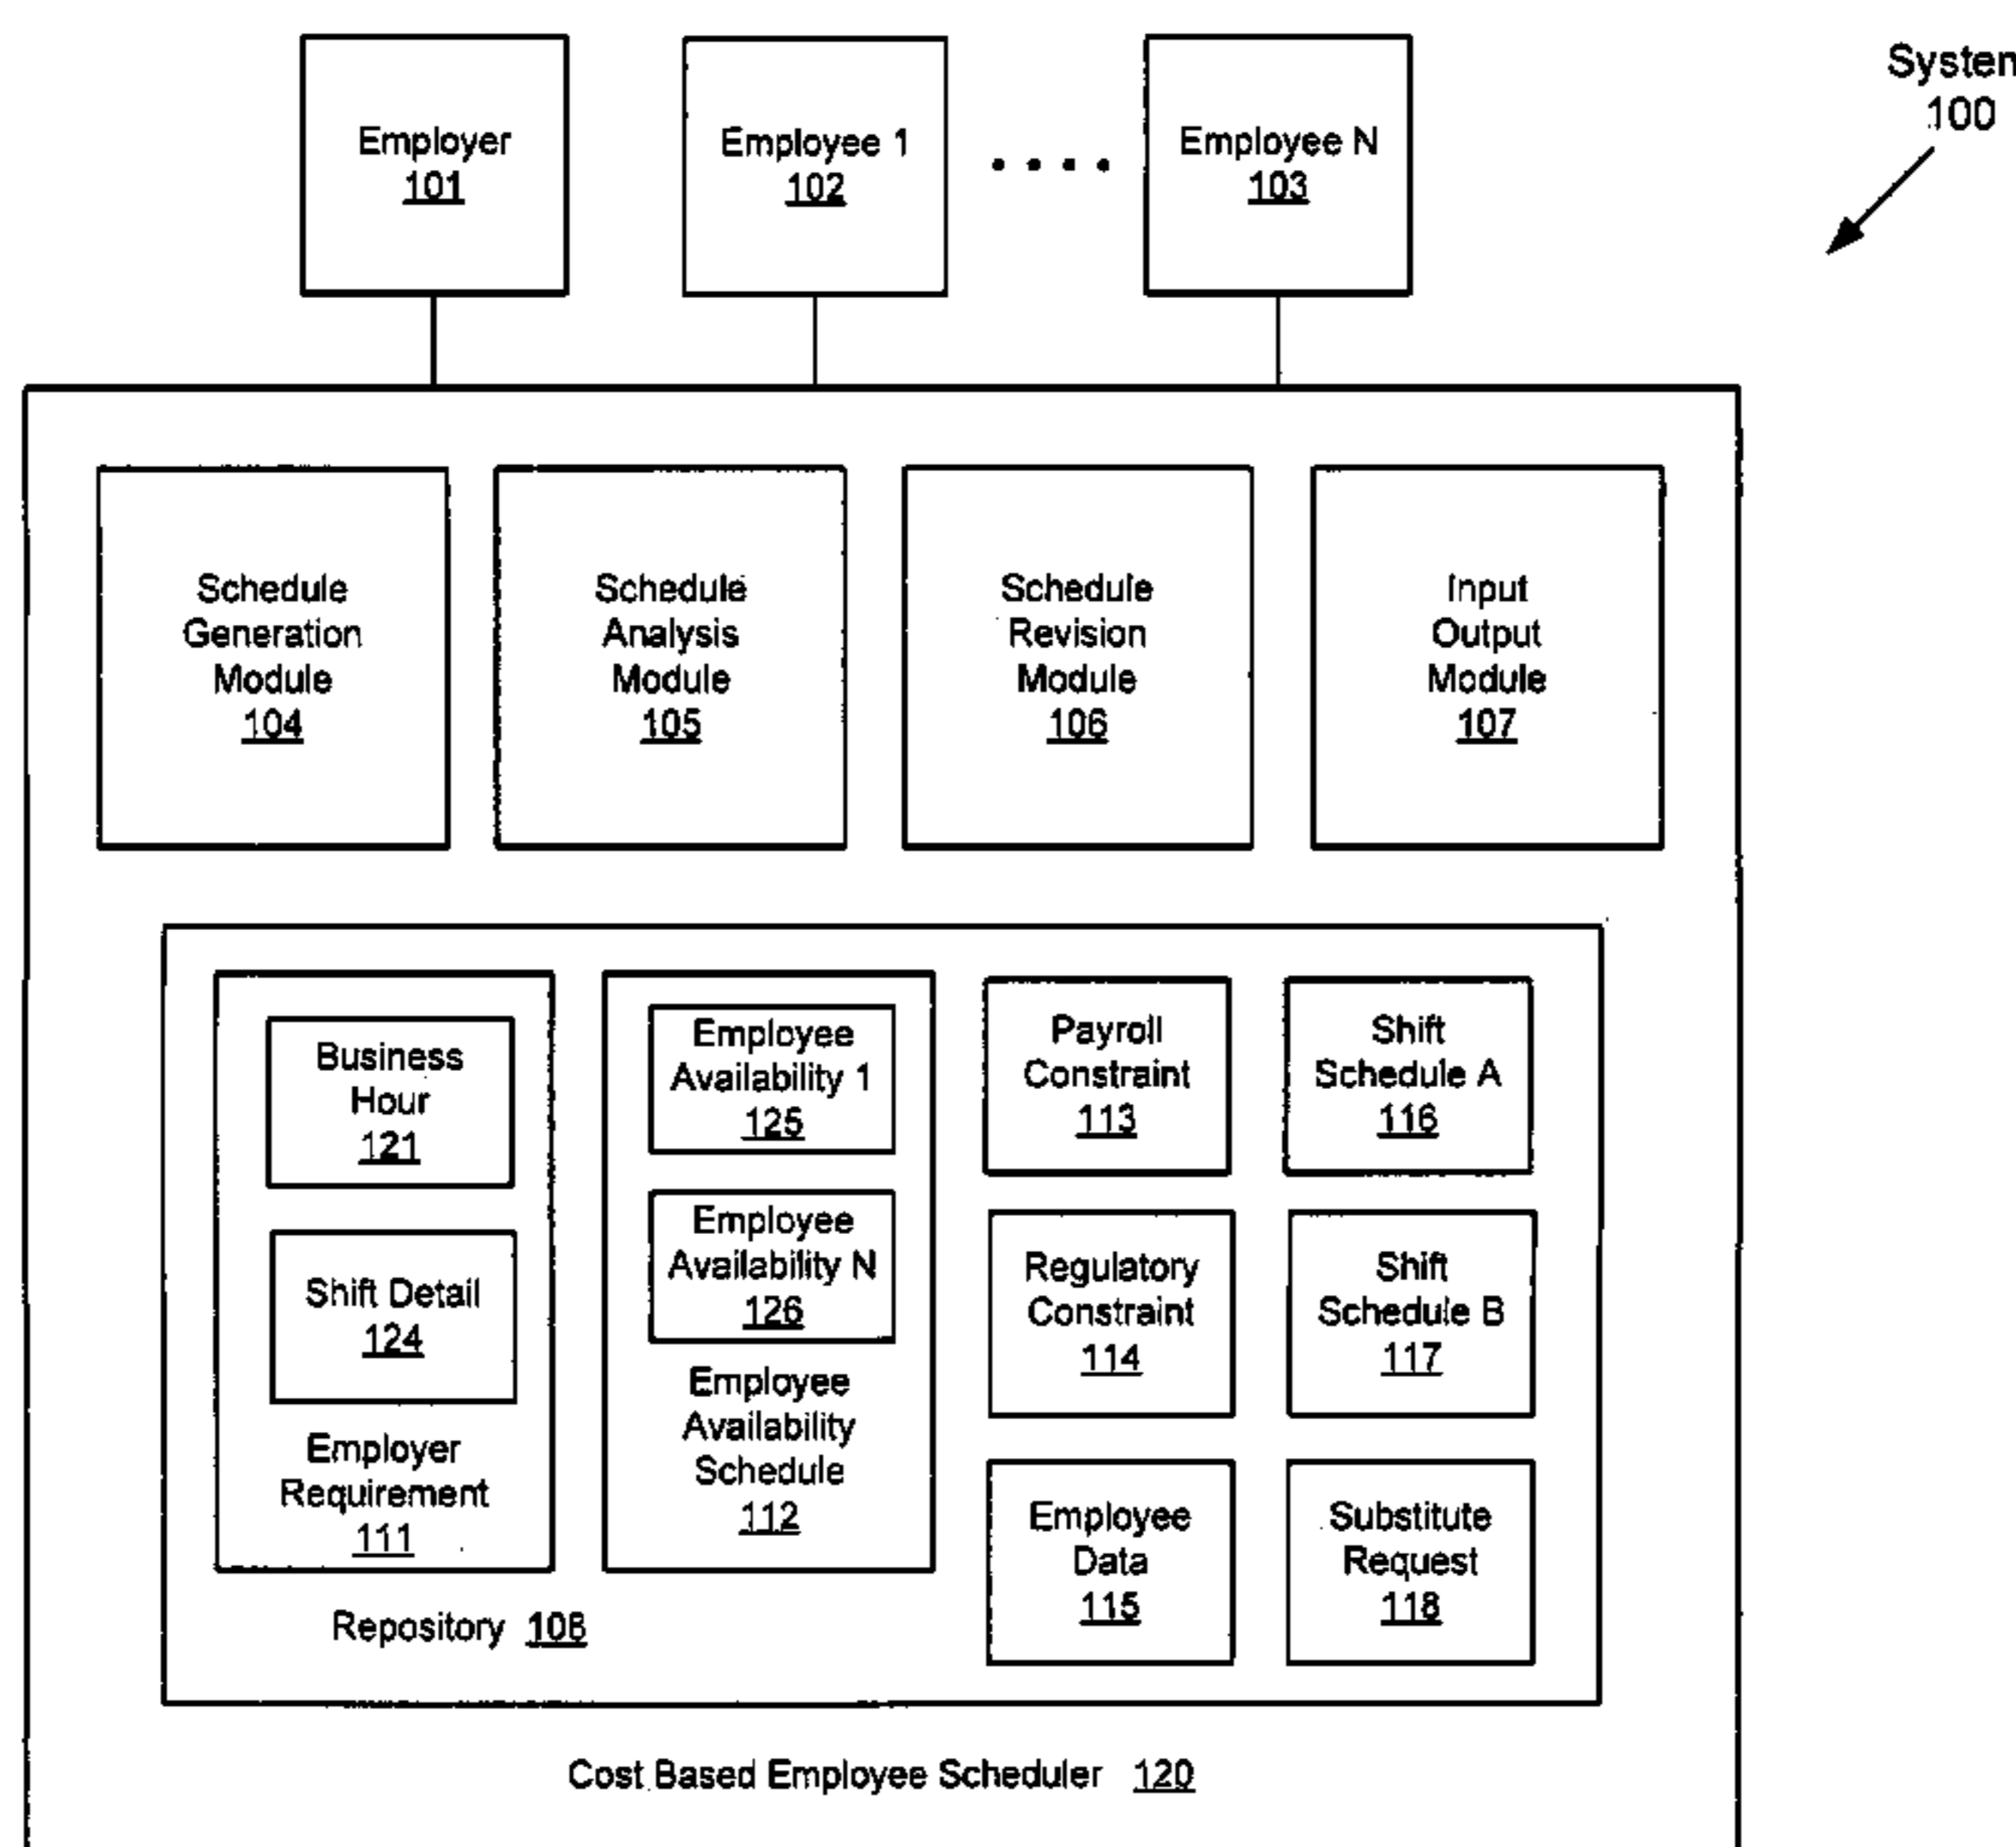 System
100
Employer
101
Employee 1
102
Employee N
103
Schedule
Generation
Module
104
Schedule
Analysis
Module
105
Schedule
Revision
Module
106
Input
Output
Module
107
Business
Hour
121
Shift Detail
124
Employer
Requirement
111
Employee
Availability 1
125
Employee
Availability N
126
Employee
Availability
Schedule
112
Payroll
Constraint
113
Shift
Schedule A
116
Regulatory
Constraint
114
Shift
Schedule B
117
Employee
Data
115
Substitute
Request
118
Repository 108
Cost Based Employee Scheduler 120